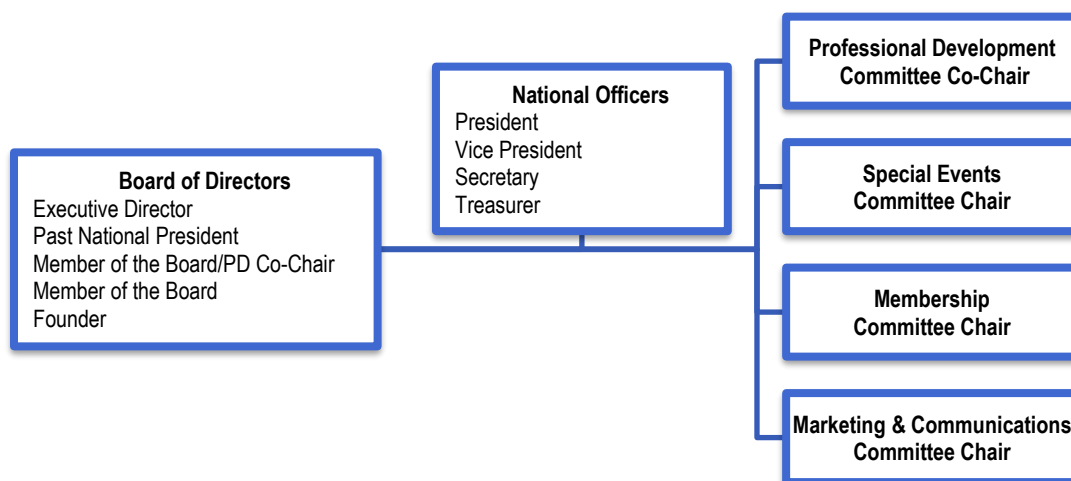 Board of Directors
Executive Director
Past National President
Member of the Board/PD Co-Chair
Member of the Board
Founder
National Officers
President
Vice President
Secretary
Treasurer
Professional Development
Committee Co-Chair
Special Events
Committee Chair
Membership
Committee Chair
Marketing & Communications
Committee Chair